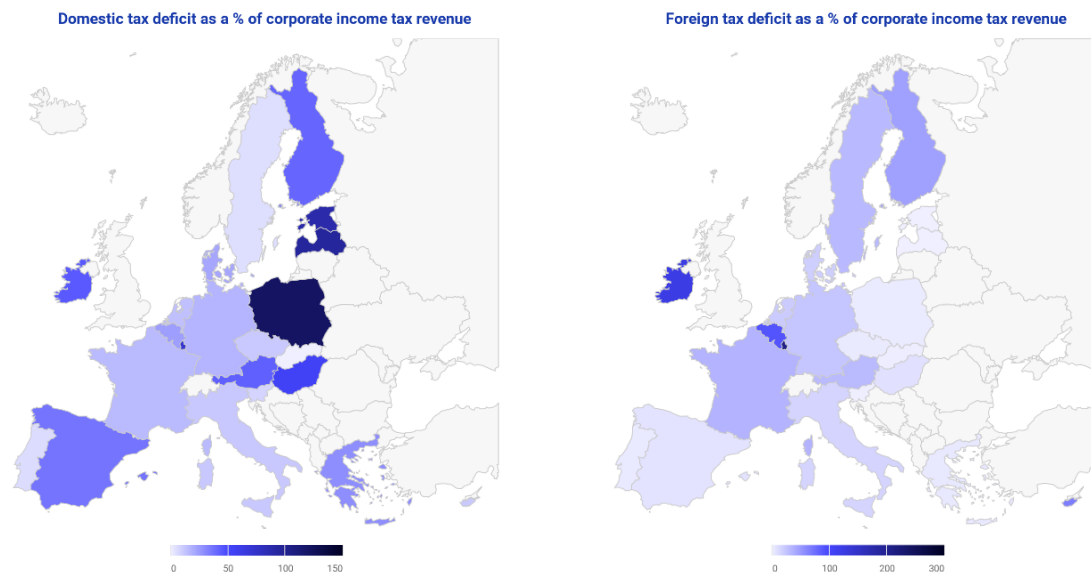 Domestic tax deficit as a % of corporate income tax revenue
Foreign tax deficit as a % of corporate income tax revenue
0 50 100 150
0 100 200 300